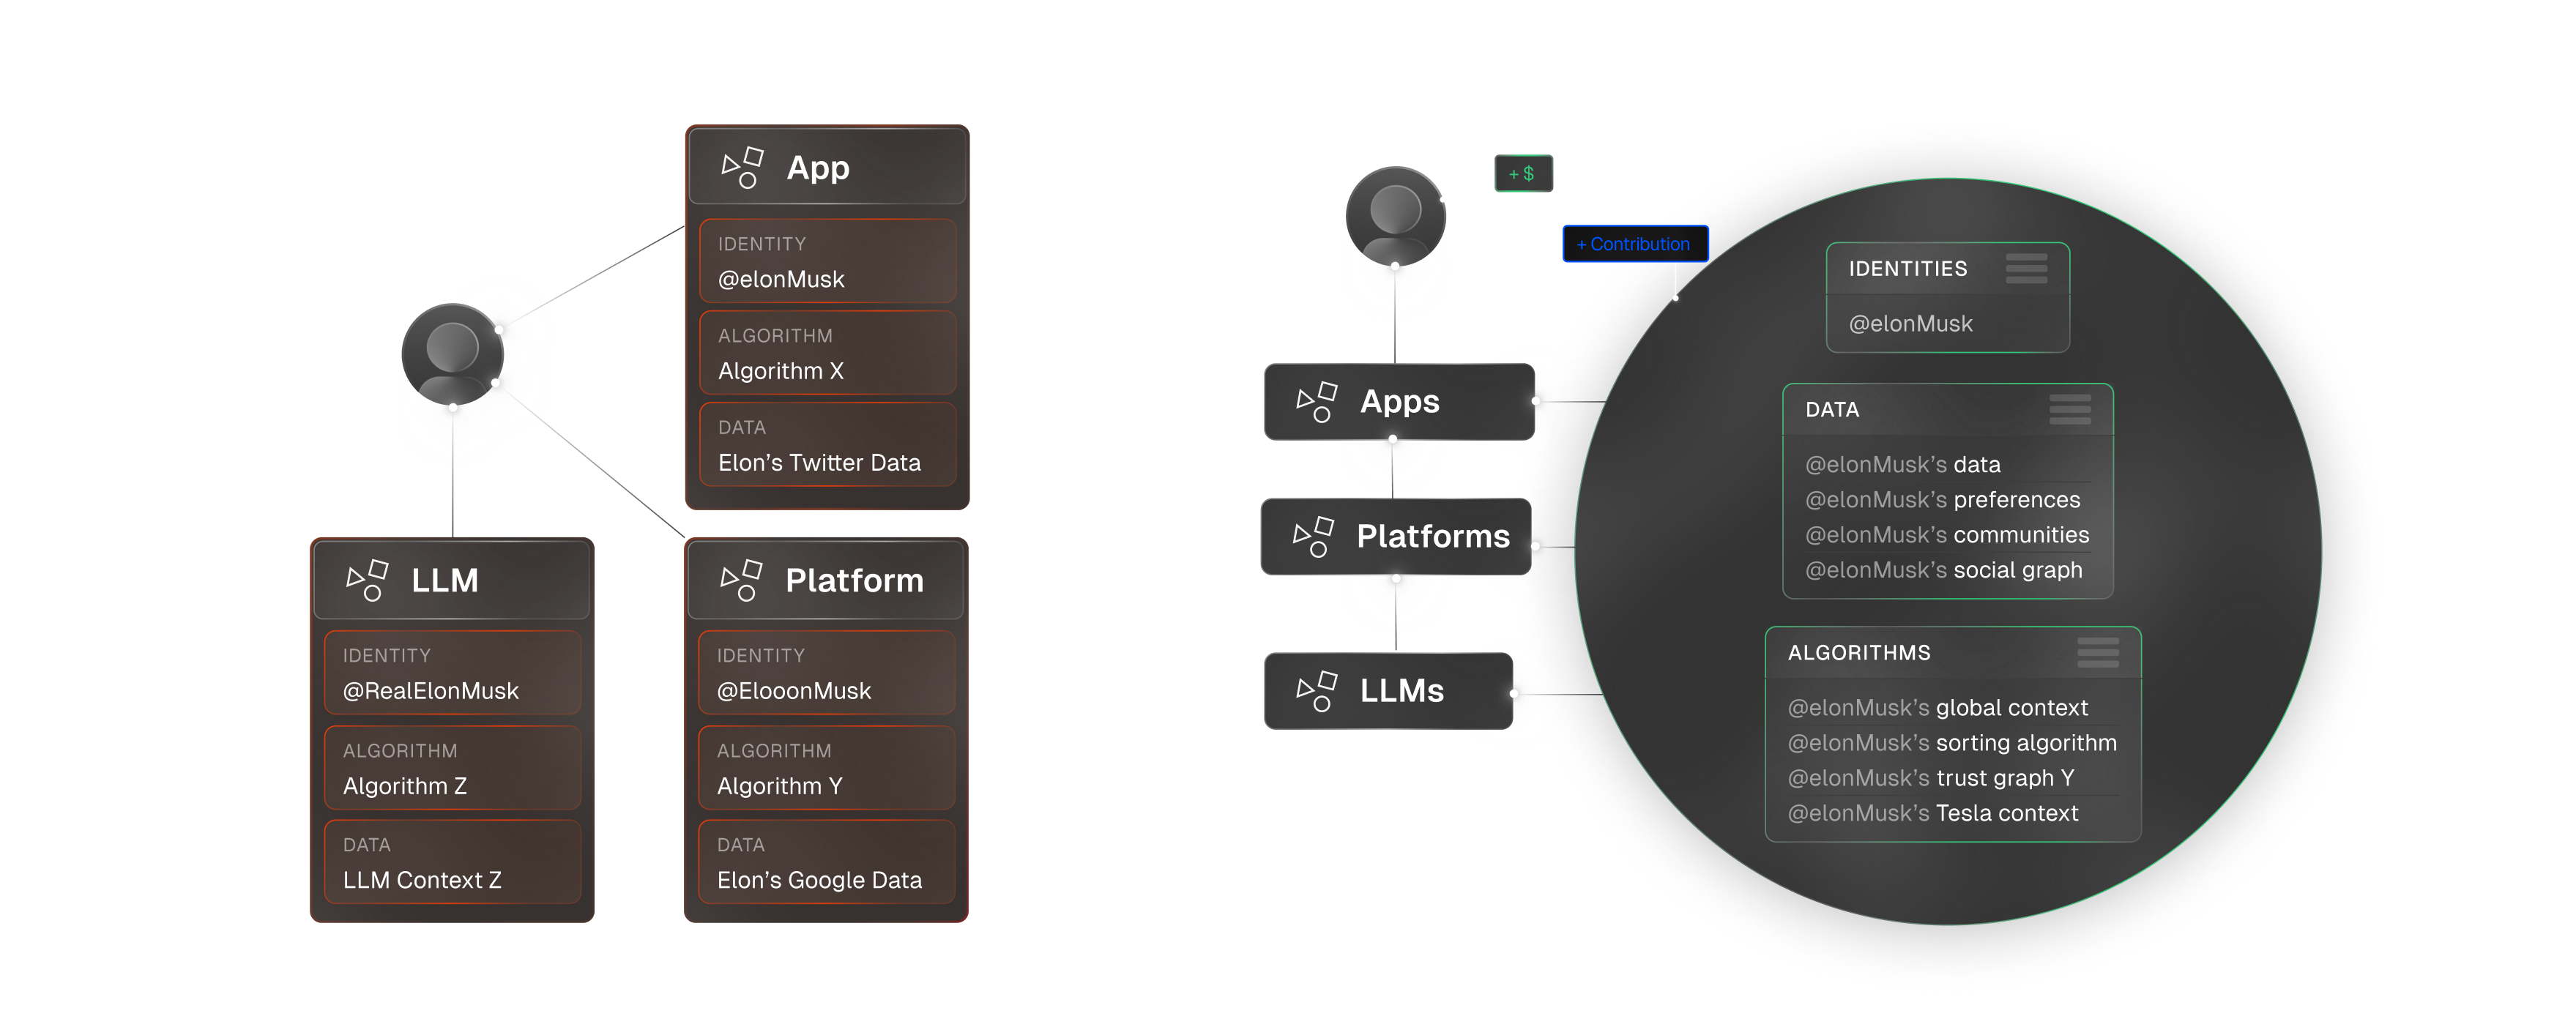 App
IDENTITY
@elonMusk
ALGORITHM
Algorithm X
DATA
Elon’s Twitter Data
LLM
IDENTITY
@RealElonMusk
ALGORITHM
Algorithm Z
DATA
LLM Context Z
Platform
IDENTITY
@ElooonMusk
ALGORITHM
Algorithm Y
DATA
Elon’s Google Data
+ $
+ Contribution
Apps
Platforms
LLMs
IDENTITIES
@elonMusk
DATA
@elonMusk’s data
@elonMusk’s preferences
@elonMusk’s communities
@elonMusk’s social graph
ALGORITHMS
@elonMusk’s global context
@elonMusk’s sorting algorithm
@elonMusk’s trust graph Y
@elonMusk’s Tesla context